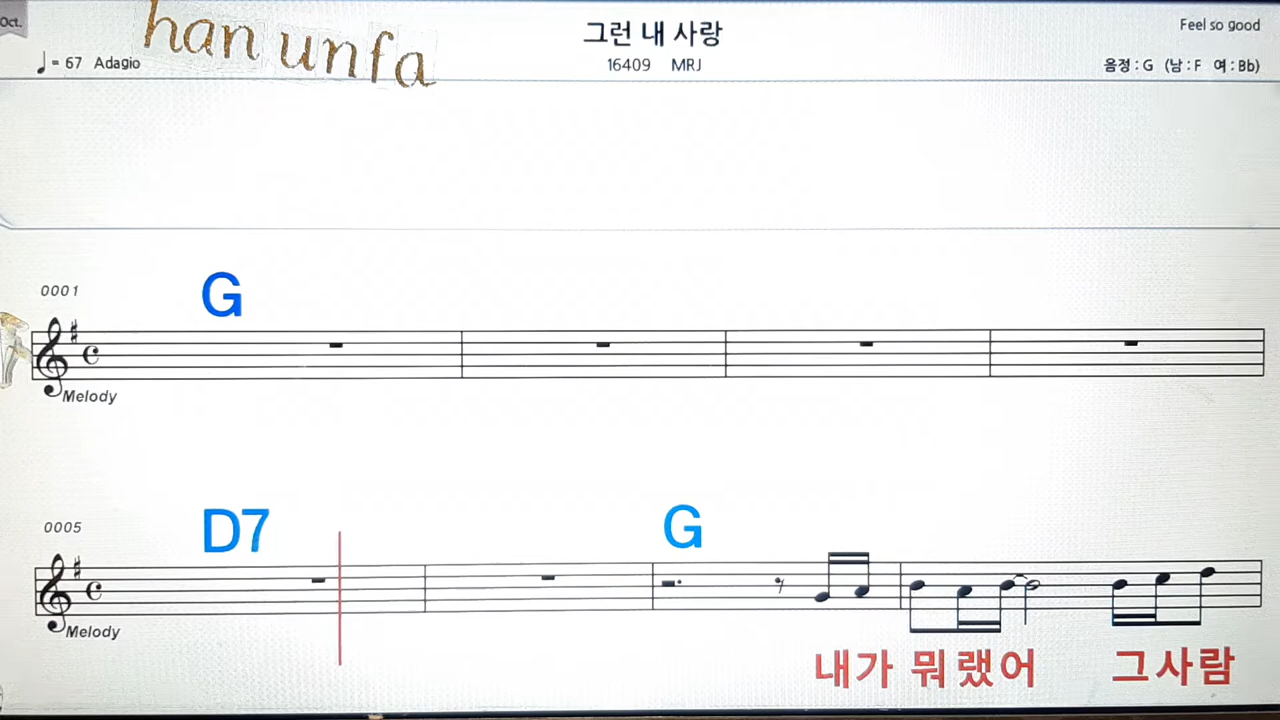 Oct.
han unfa
그런 내 사랑
Feel so good
♩= 67 Adagio
16409 MRJ
음정 : G (남 : F 여 : Bb)
0001
G
Melody
0005
D7
G
Melody
내가 뭐랬어 그사람